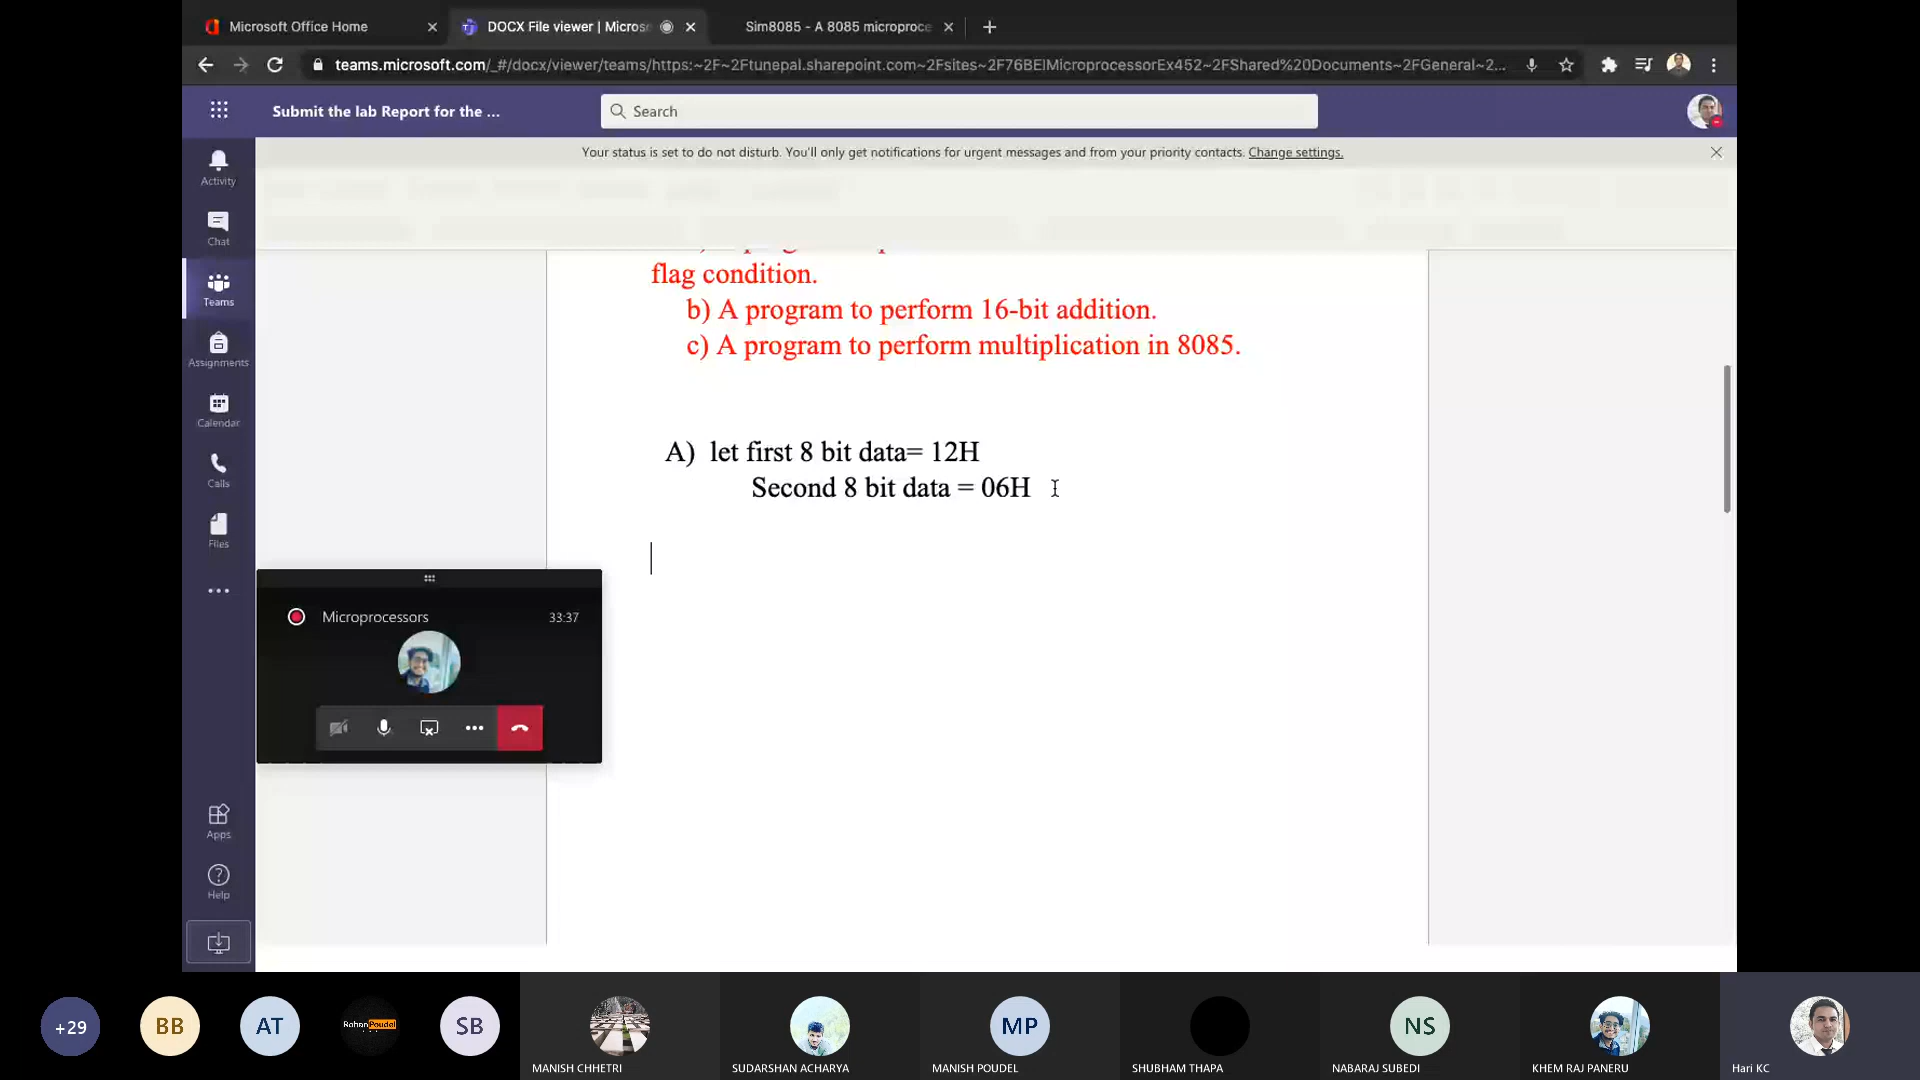 Microsoft Office Home
DOCX File viewer | Micros
Sim8085 - A 8085 microproce
teams.microsoft.com/_#/docx/viewer/teams/https:~2F~2Ftunepal.sharepoint.com~2Fsites~2F76BEIMicroprocessorEx452~2FShared%20Documents~2FGeneral~2...
Submit the lab Report for the ...
Search
Your status is set to do not disturb. You'll only get notifications for urgent messages and from your priority contacts. Change settings.
Activity
Chat
Teams
Assignments
Calendar
Calls
Files
Apps
Help
flag condition.
b) A program to perform 16-bit addition.
c) A program to perform multiplication in 8085.
A) let first 8 bit data= 12H
Second 8 bit data = 06H
Microprocessors
33:37
+29
BB
AT
Rohan Poudel
SB
MP
NS
MANISH CHHETRI
SUDARSHAN ACHARYA
MANISH POUDEL
SHUBHAM THAPA
NABARAJ SUBEDI
KHEM RAJ PANERU
Hari KC